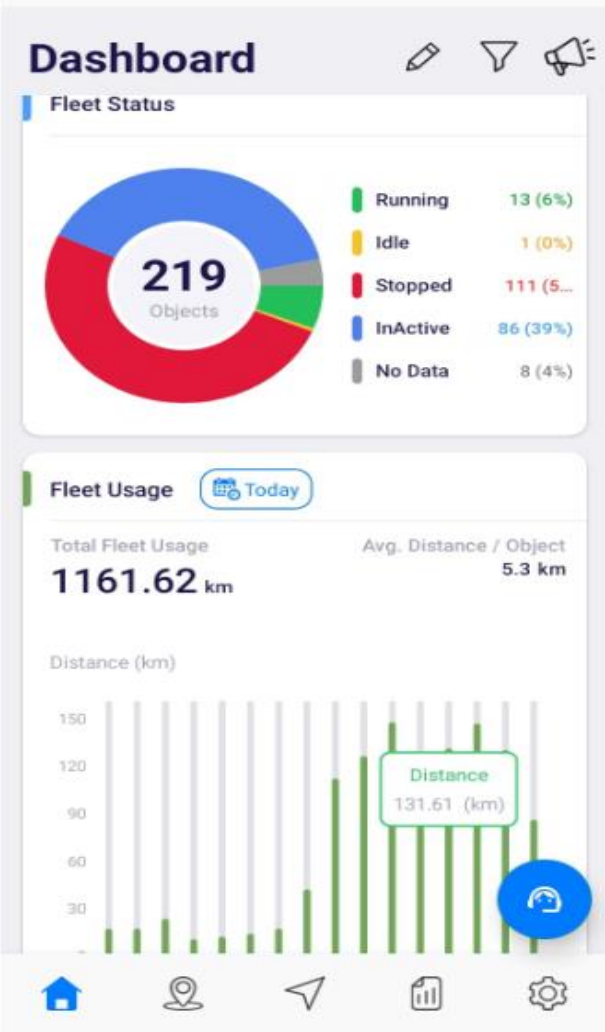 Dashboard
Fleet Status
219
Objects
Running 13 (6%)
Idle 1 (0%)
Stopped 111 (5...
InActive 86 (39%)
No Data 8 (4%)
Fleet Usage Today
Total Fleet Usage Avg. Distance / Object
1161.62 km 5.3 km
Distance (km)
150
120
90
60
30
Distance
131.61 (km)